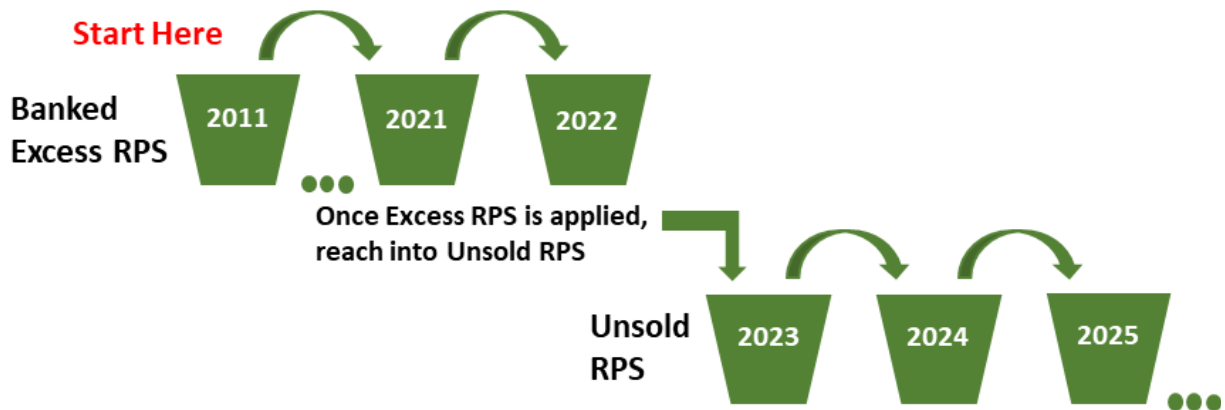 Start Here
Banked
Excess RPS
2011
2021
2022
Once Excess RPS is applied,
reach into Unsold RPS
Unsold
RPS
2023
2024
2025